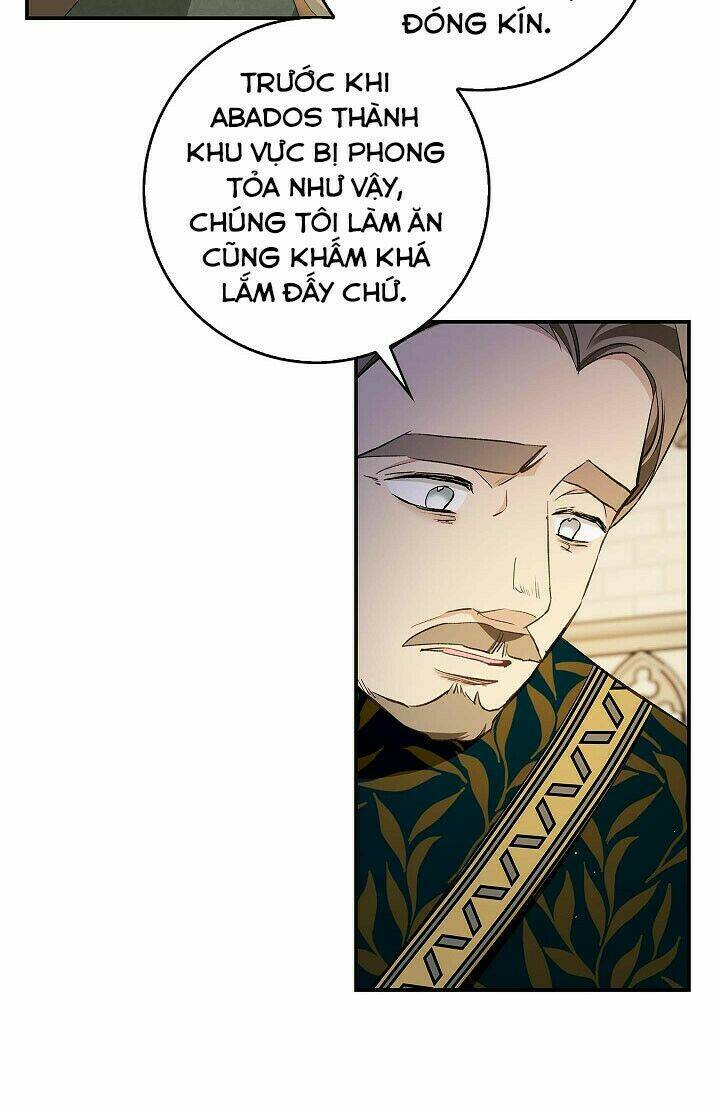 ĐÓNG KÍN.
TRƯỚC KHI
ABADOS THÀNH
KHU VỰC BỊ PHONG
TỎA NHƯ VẬY,
CHÚNG TÔI LÀM ĂN
CŨNG KHẤM KHÁ
LẮM ĐẤY CHỨ.